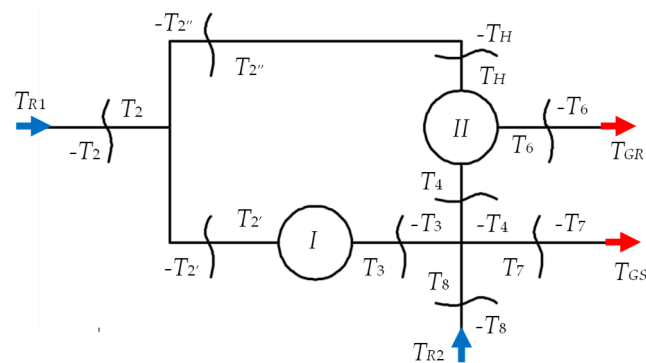 -T2'' -TH
T2'' TH
TR1 T2 II -T6
-T2 T6 TGR
T4
T2' I -T3 -T4 -T7
-T2' T3 T8 T7 TGS
TR2 -T8